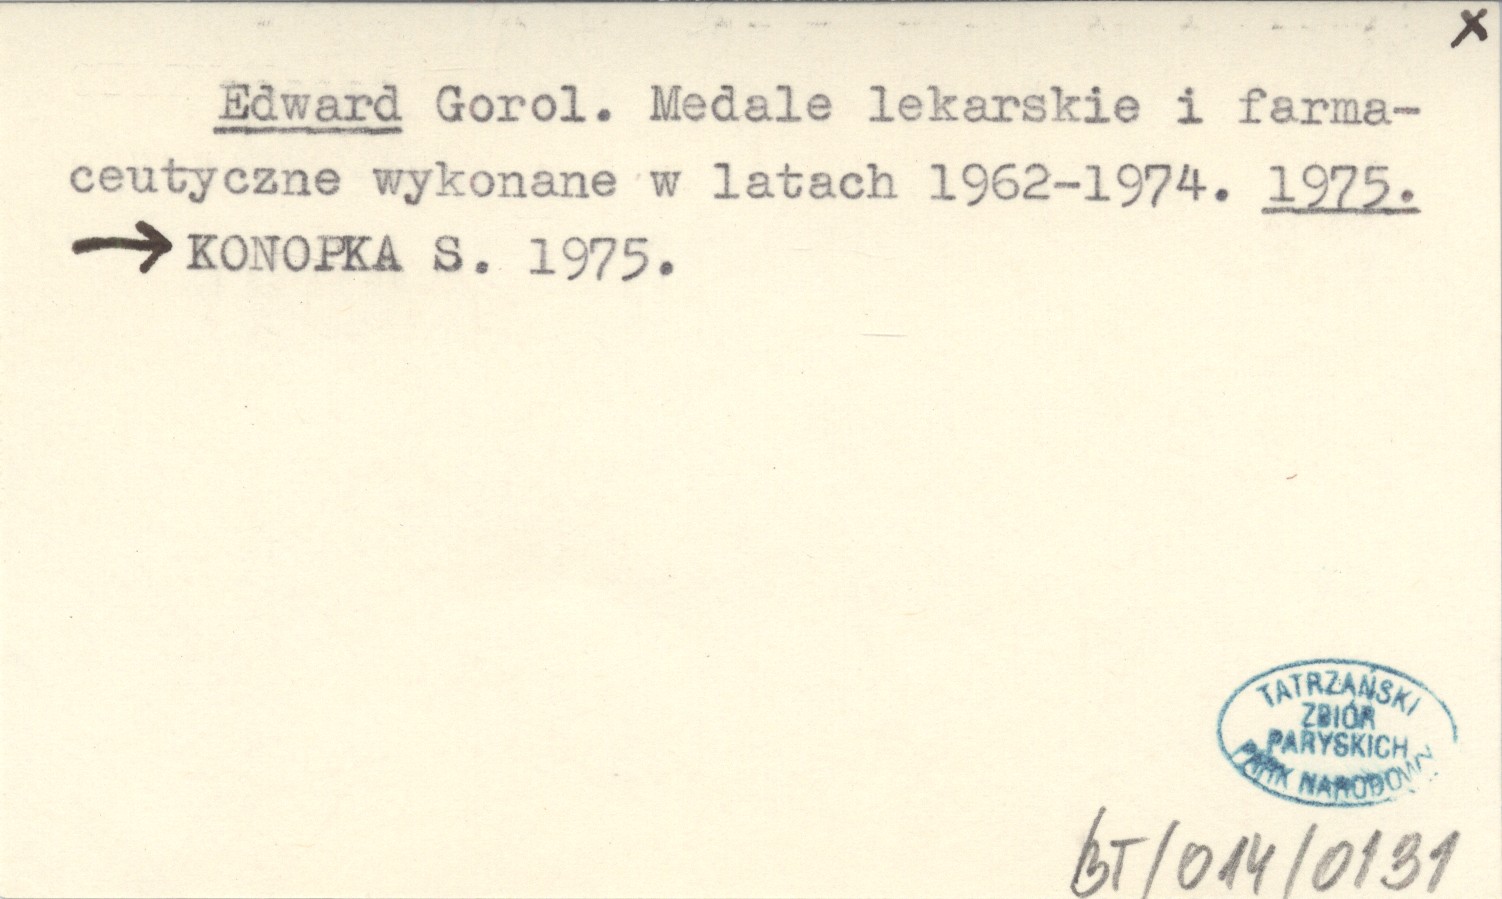 x
Edward Gorol. Medale lekarskie i farma-
ceutyczne wykonane w latach 1962-1974. 1975.
→ KONOPKA S. 1975.
TATRZAŃSKI
ZBIÓR
PARYSKICH
PARK NARODOWY
BT/014/0131